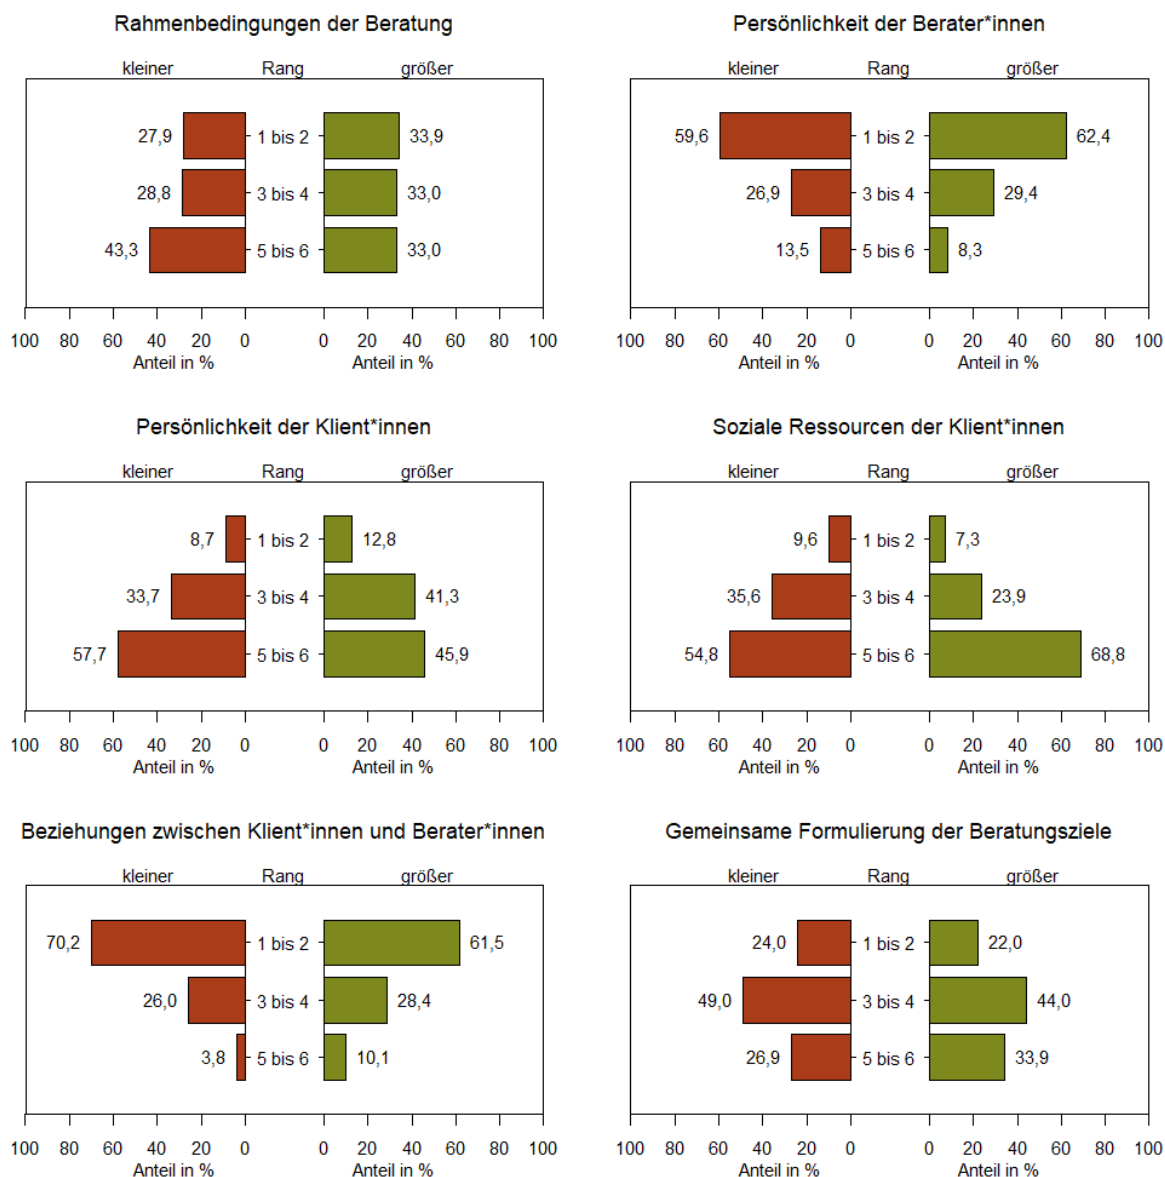 Rahmenbedingungen der Beratung
kleiner Rang größer
27,9 1 bis 2 33,9
28,8 3 bis 4 33,0
43,3 5 bis 6 33,0
100 80 60 40 20 0 0 20 40 60 80 100
Anteil in % Anteil in %
Persönlichkeit der Berater*innen
kleiner Rang größer
59,6 1 bis 2 62,4
26,9 3 bis 4 29,4
13,5 5 bis 6 8,3
100 80 60 40 20 0 0 20 40 60 80 100
Anteil in % Anteil in %
Persönlichkeit der Klient*innen
kleiner Rang größer
8,7 1 bis 2 12,8
33,7 3 bis 4 41,3
57,7 5 bis 6 45,9
100 80 60 40 20 0 0 20 40 60 80 100
Anteil in % Anteil in %
Soziale Ressourcen der Klient*innen
kleiner Rang größer
9,6 1 bis 2 7,3
35,6 3 bis 4 23,9
54,8 5 bis 6 68,8
100 80 60 40 20 0 0 20 40 60 80 100
Anteil in % Anteil in %
Beziehungen zwischen Klient*innen und Berater*innen
kleiner Rang größer
70,2 1 bis 2 61,5
26,0 3 bis 4 28,4
3,8 5 bis 6 10,1
100 80 60 40 20 0 0 20 40 60 80 100
Anteil in % Anteil in %
Gemeinsame Formulierung der Beratungsziele
kleiner Rang größer
24,0 1 bis 2 22,0
49,0 3 bis 4 44,0
26,9 5 bis 6 33,9
100 80 60 40 20 0 0 20 40 60 80 100
Anteil in % Anteil in %